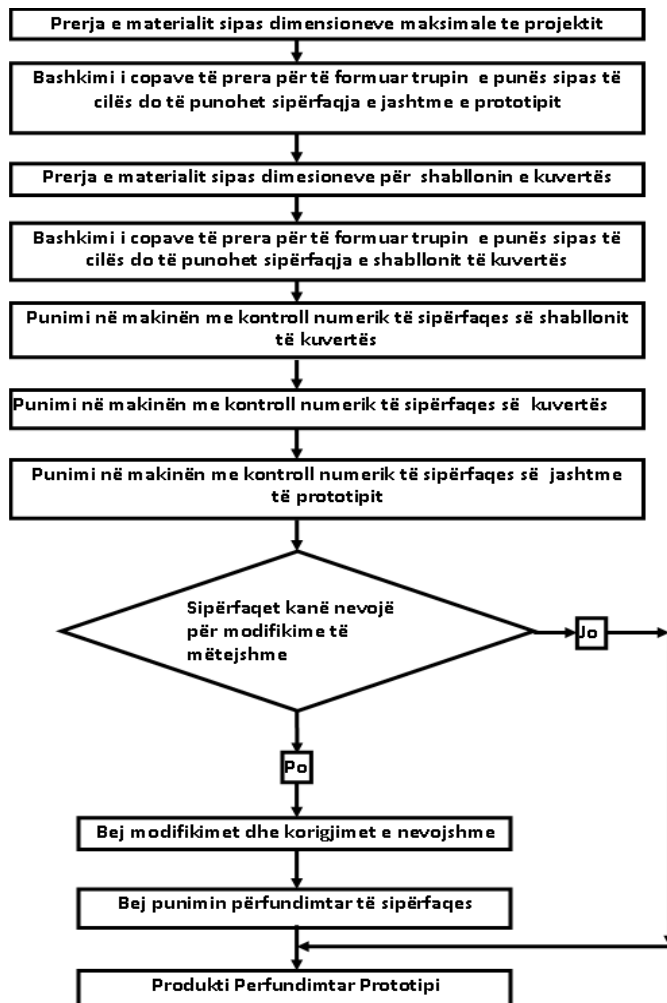 Prerja e materialit sipas dimensioneve maksimale te projektit
Bashkimi i copave të prera për të formuar trupin e punës sipas të
cilës do të punohet sipërfaqja e jashtme e prototipit
Prerja e materialit sipas dimesioneve për shabllonin e kuvertës
Bashkimi i copave të prera për të formuar trupin e punës sipas të
cilës do të punohet sipërfaqja e shabllonit të kuvertës
Punimi në makinën me kontroll numerik të sipërfaqes së shabllonit
të kuvertës
Punimi në makinën me kontroll numerik të sipërfaqes së kuvertës
Punimi në makinën me kontroll numerik të sipërfaqes së jashtme
të prototipit
Sipërfaqet kanë nevojë
për modifikime të
mëtejshme
Jo
Po
Bej modifikimet dhe korigjimet e nevojshme
Bej punimin përfundimtar të sipërfaqes
Produkti Perfundimtar Prototipi